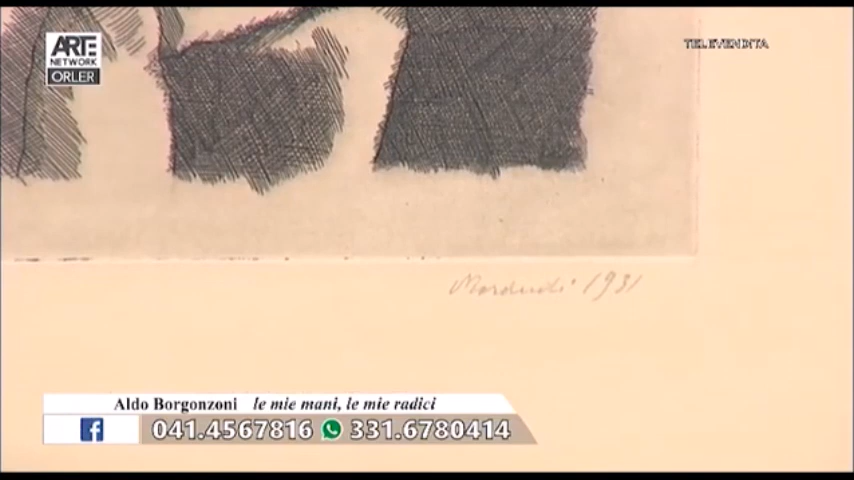 ARTE
NETWORK
ORLER
TELEVENDITA
Morandi 1931
Aldo Borgonzoni le mie mani, le mie radici
041.4567816 331.6780414